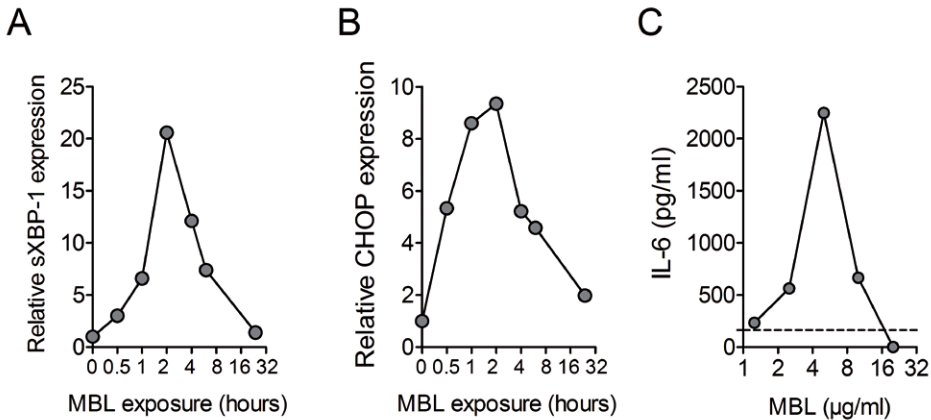 A
Relative sXBP-1 expression
25
20
15
10
5
0
0 0.5 1 2 4 8 16 32
MBL exposure (hours)
B
Relative CHOP expression
10
8
6
4
2
0
0 0.5 1 2 4 8 16 32
MBL exposure (hours)
C
IL-6 (pg/ml)
2500
2000
1500
1000
500
0
1 2 4 8 16 32
MBL (µg/ml)